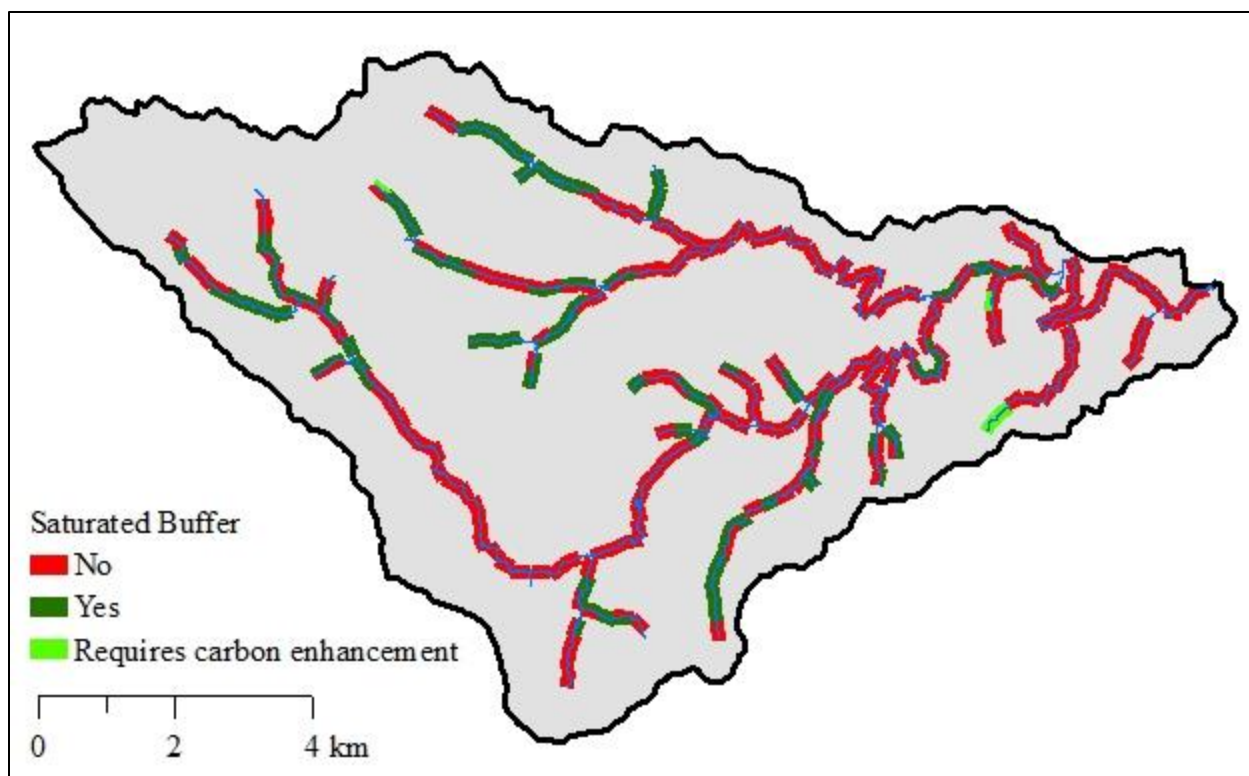 Saturated Buffer
No
Yes
Requires carbon enhancement
0 2 4 km